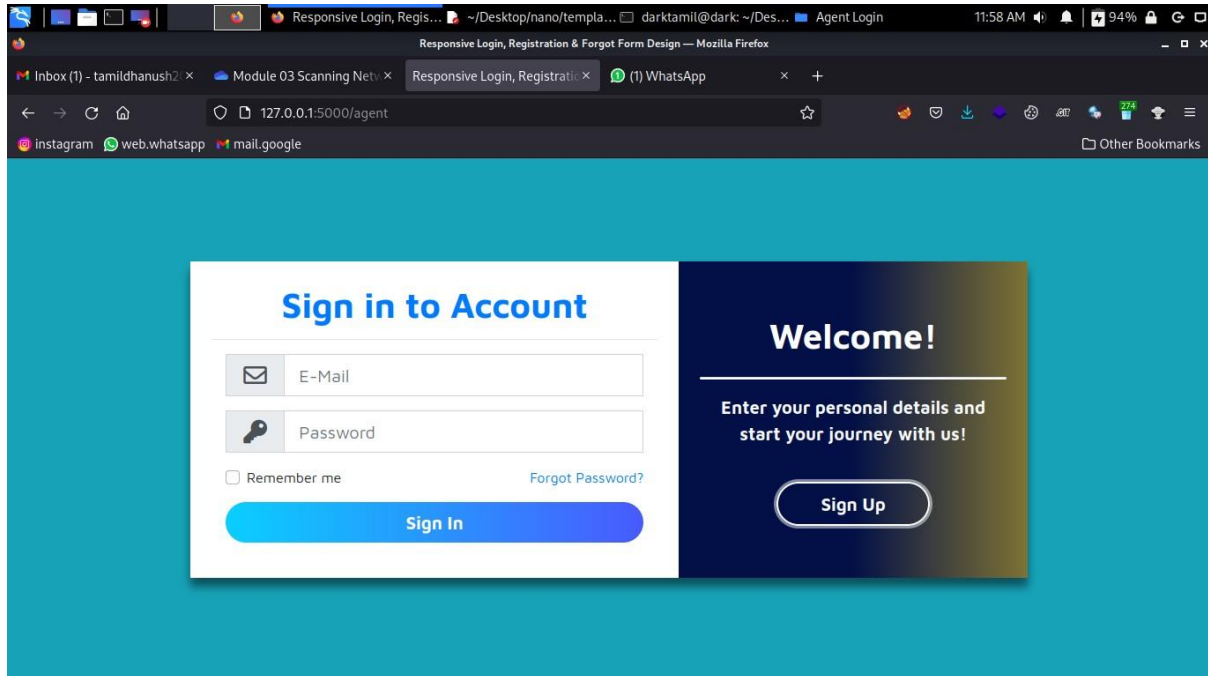 Responsive Login, Regis...
~/Desktop/nano/templa...
darktamil@dark: ~/Des...
Agent Login
11:58 AM
94%
Responsive Login, Registration & Forgot Form Design — Mozilla Firefox
Inbox (1) - tamildhanush2
Module 03 Scanning Netw
Responsive Login, Registratio
(1) WhatsApp
127.0.0.1:5000/agent
274
instagram
web.whatsapp
mail.google
Other Bookmarks
Sign in to Account
E-Mail
Password
Remember me
Forgot Password?
Sign In
Welcome!
Enter your personal details and
start your journey with us!
Sign Up